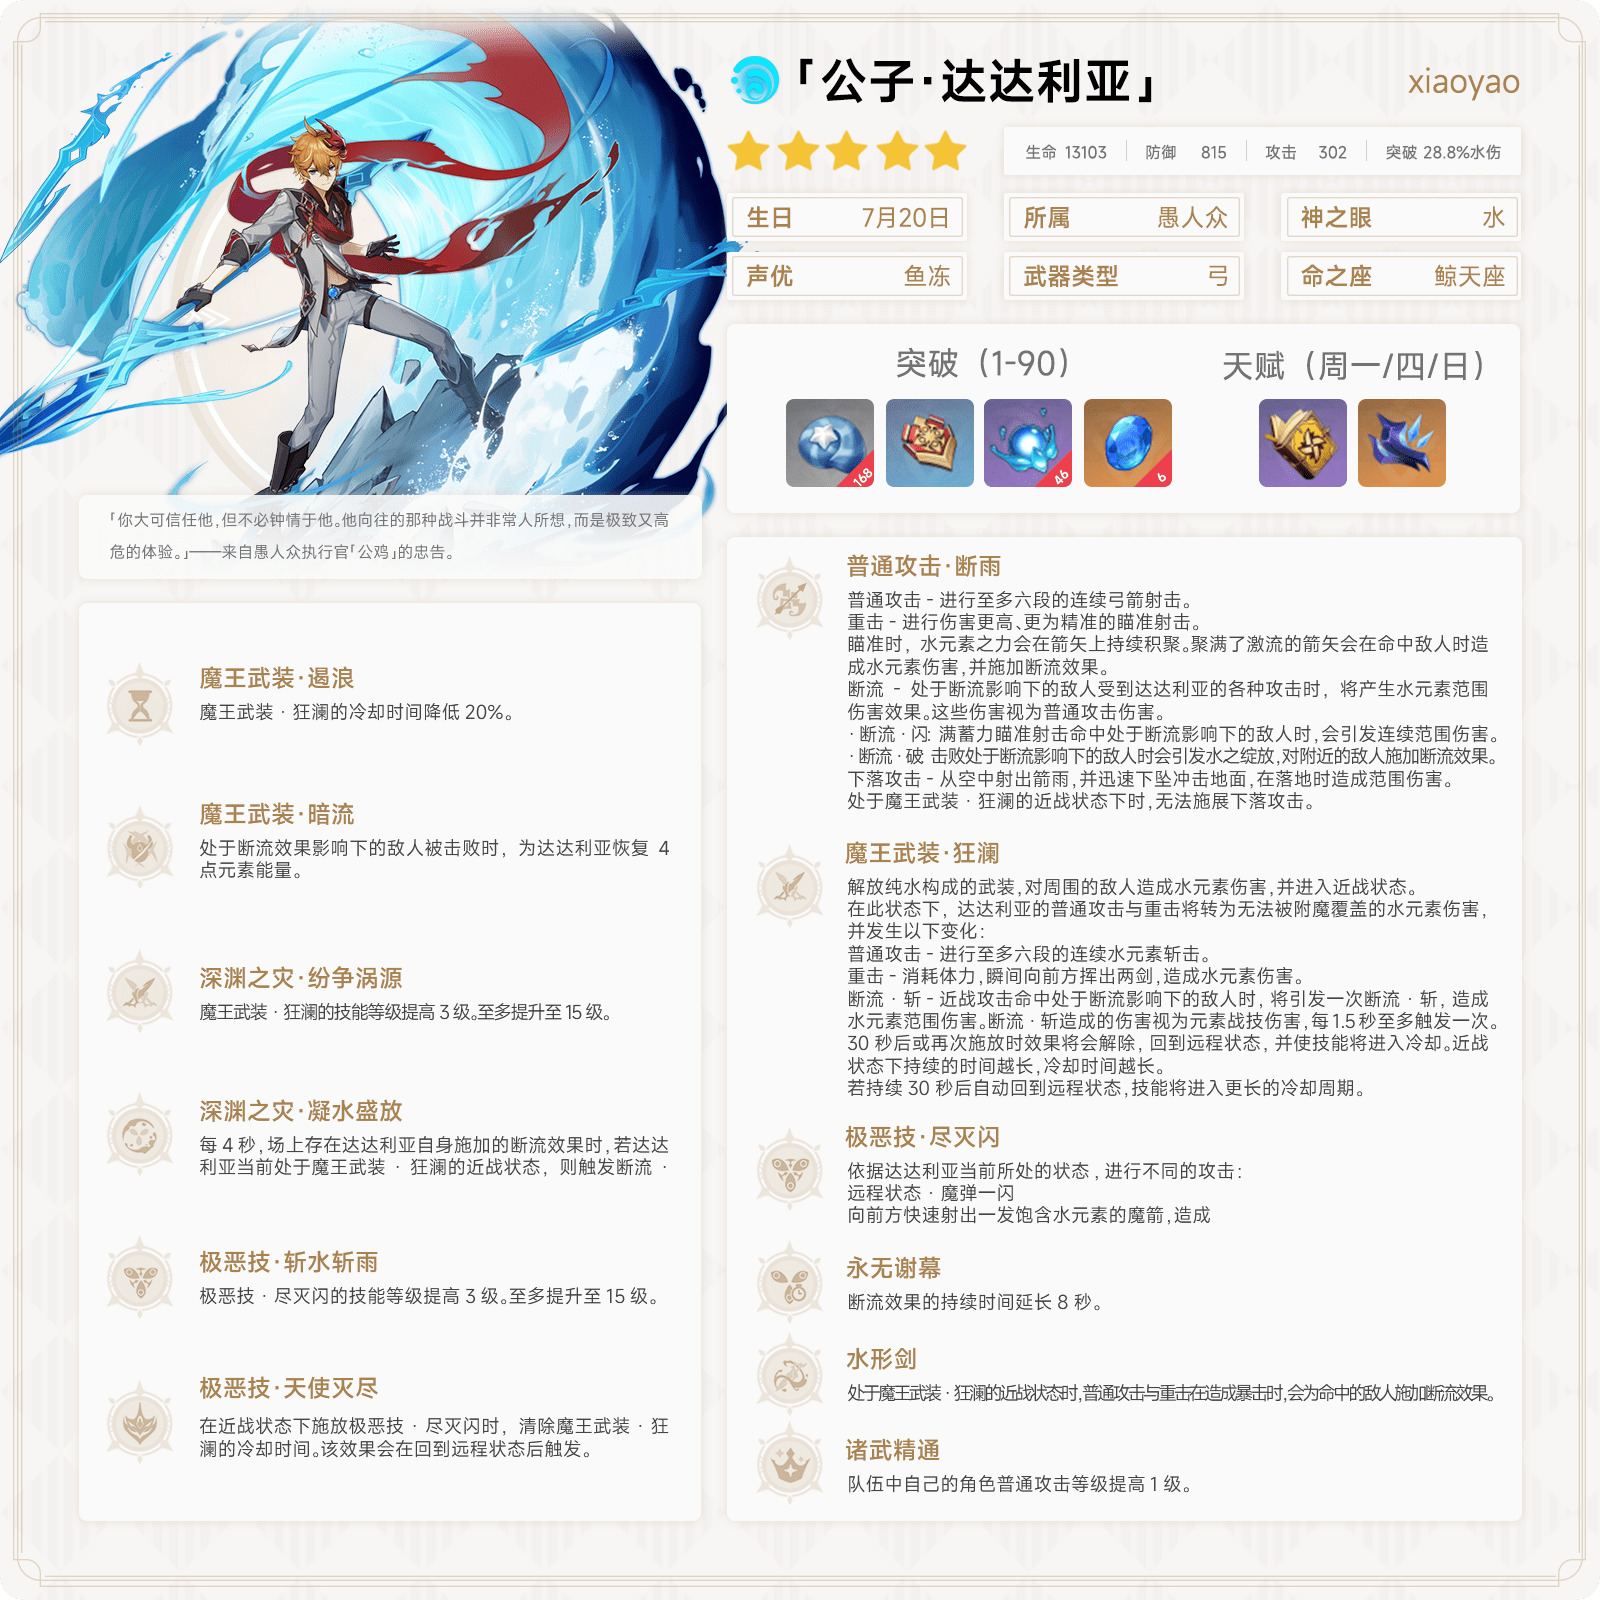 「公子·达达利亚」
xiaoyao
生命 13103 防御 815 攻击 302 突破 28.8%水伤
生日 7月20日 所属 愚人众 神之眼 水
声优 鱼冻 武器类型 弓 命之座 鲸天座
突破（1-90） 天赋（周一/四/日）
168 46 6
「你大可信任他，但不必钟情于他。他向往的那种战斗并非常人所想，而是极致又高
危的体验。」——来自愚人众执行官「公鸡」的忠告。
魔王武装·遏浪
魔王武装 · 狂澜的冷却时间降低 20%。
魔王武装·暗流
处于断流效果影响下的敌人被击败时，为达达利亚恢复 4
点元素能量。
深渊之灾·纷争涡源
魔王武装 · 狂澜的技能等级提高 3 级。至多提升至 15 级。
深渊之灾·凝水盛放
每 4 秒，场上存在达达利亚自身施加的断流效果时，若达达
利亚当前处于魔王武装 · 狂澜的近战状态，则触发断流 ·
极恶技·斩水斩雨
极恶技 · 尽灭闪的技能等级提高 3 级。至多提升至 15 级。
极恶技·天使灭尽
在近战状态下施放极恶技 · 尽灭闪时，清除魔王武装 · 狂
澜的冷却时间。该效果会在回到远程状态后触发。
普通攻击·断雨
普通攻击 - 进行至多六段的连续弓箭射击。
重击 - 进行伤害更高、更为精准的瞄准射击。
瞄准时，水元素之力会在箭矢上持续积聚。聚满了激流的箭矢会在命中敌人时造
成水元素伤害，并施加断流效果。
断流 - 处于断流影响下的敌人受到达达利亚的各种攻击时，将产生水元素范围
伤害效果。这些伤害视为普通攻击伤害。
· 断流 · 闪: 满蓄力瞄准射击命中处于断流影响下的敌人时，会引发连续范围伤害。
· 断流 · 破 击败处于断流影响下的敌人时会引发水之绽放，对附近的敌人施加断流效果。
下落攻击 - 从空中射出箭雨，并迅速下坠冲击地面，在落地时造成范围伤害。
处于魔王武装 · 狂澜的近战状态下时，无法施展下落攻击。
魔王武装·狂澜
解放纯水构成的武装，对周围的敌人造成水元素伤害，并进入近战状态。
在此状态下，达达利亚的普通攻击与重击将转为无法被附魔覆盖的水元素伤害，
并发生以下变化：
普通攻击 - 进行至多六段的连续水元素斩击。
重击 - 消耗体力，瞬间向前方挥出两剑，造成水元素伤害。
断流 · 斩 - 近战攻击命中处于断流影响下的敌人时，将引发一次断流 · 斩，造成
水元素范围伤害。断流 · 斩造成的伤害视为元素战技伤害，每 1.5 秒至多触发一次。
30 秒后或再次施放时效果将会解除，回到远程状态，并使技能将进入冷却。近战
状态下持续的时间越长，冷却时间越长。
若持续 30 秒后自动回到远程状态，技能将进入更长的冷却周期。
极恶技·尽灭闪
依据达达利亚当前所处的状态，进行不同的攻击：
远程状态 · 魔弹一闪
向前方快速射出一发饱含水元素的魔箭，造成
永无谢幕
断流效果的持续时间延长 8 秒。
水形剑
处于魔王武装 · 狂澜的近战状态时，普通攻击与重击在造成暴击时，会为命中的敌人施加断流效果。
诸武精通
队伍中自己的角色普通攻击等级提高 1 级。